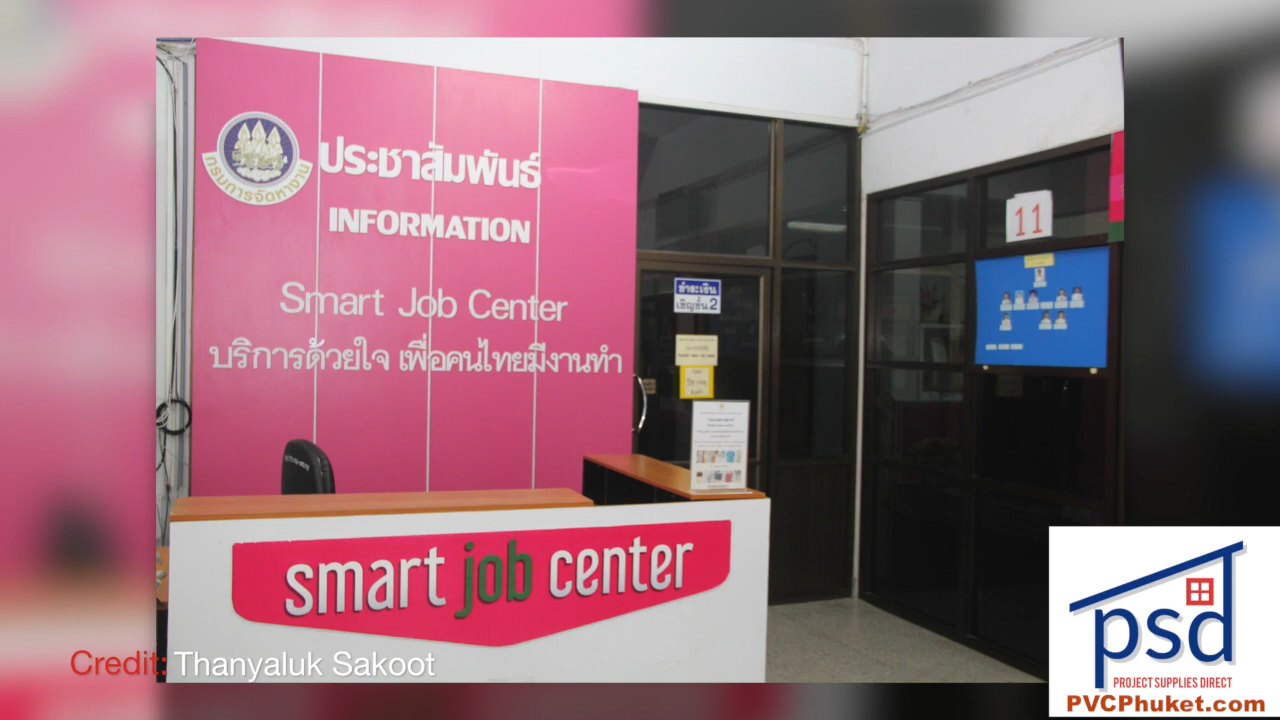 กรมการจัดหางาน
ประชาสัมพันธ์
INFORMATION
Smart Job Center
บริการด้วยใจ เพื่อคนไทยมีงานทำ
11
ชำระเงิน
เชิญชั้น 2
smart job center
Credit: Thanyaluk Sakoot
psd
PROJECT SUPPLIES DIRECT
PVCPhuket.com